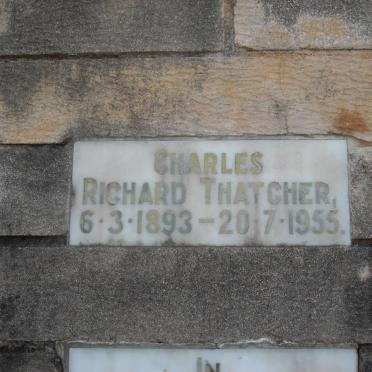 CHARLES
RICHARD THATCHER,
6·3·1893 – 20·7·1955.
IN